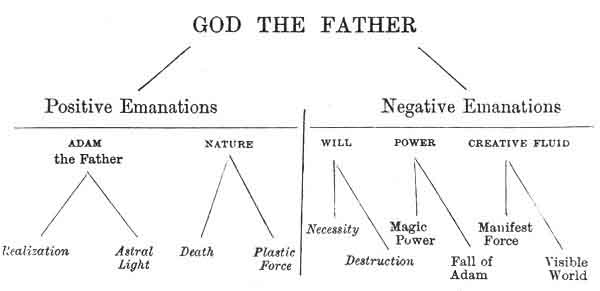 GOD THE FATHER
Positive Emanations
Negative Emanations
ADAM
the Father
NATURE
WILL
POWER
CREATIVE FLUID
Realization
Astral
Light
Death
Plastic
Force
Necessity
Destruction
Magic
Power
Fall of
Adam
Manifest
Force
Visible
World